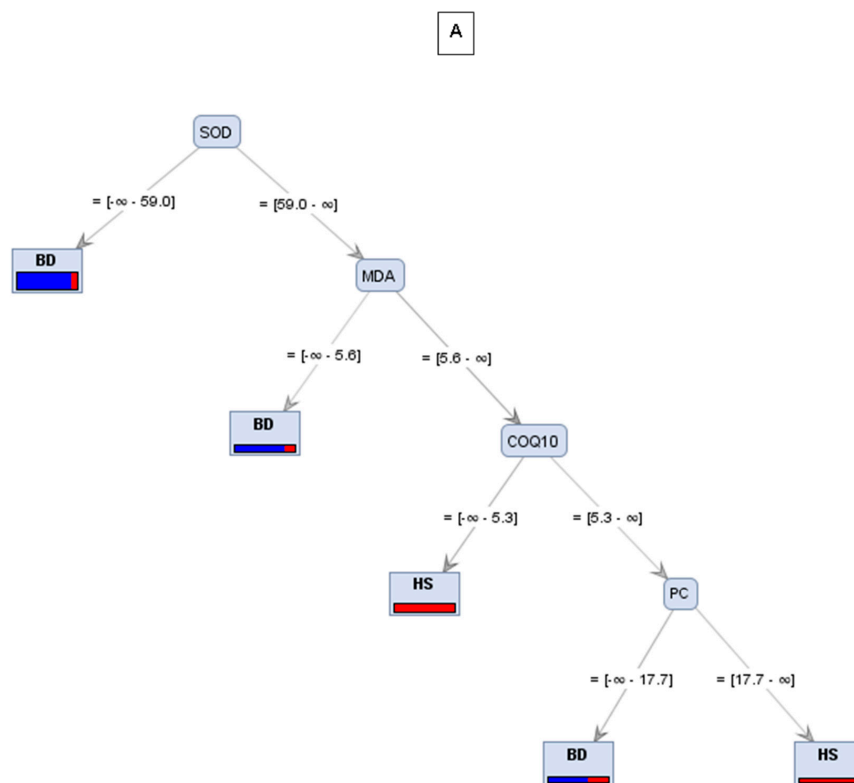 A
SOD
= [-∞ - 59.0]
= [59.0 - ∞]
BD
MDA
= [-∞ - 5.6]
= [5.6 - ∞]
BD
COQ10
= [-∞ - 5.3]
= [5.3 - ∞]
HS
PC
= [-∞ - 17.7]
= [17.7 - ∞]
BD
HS